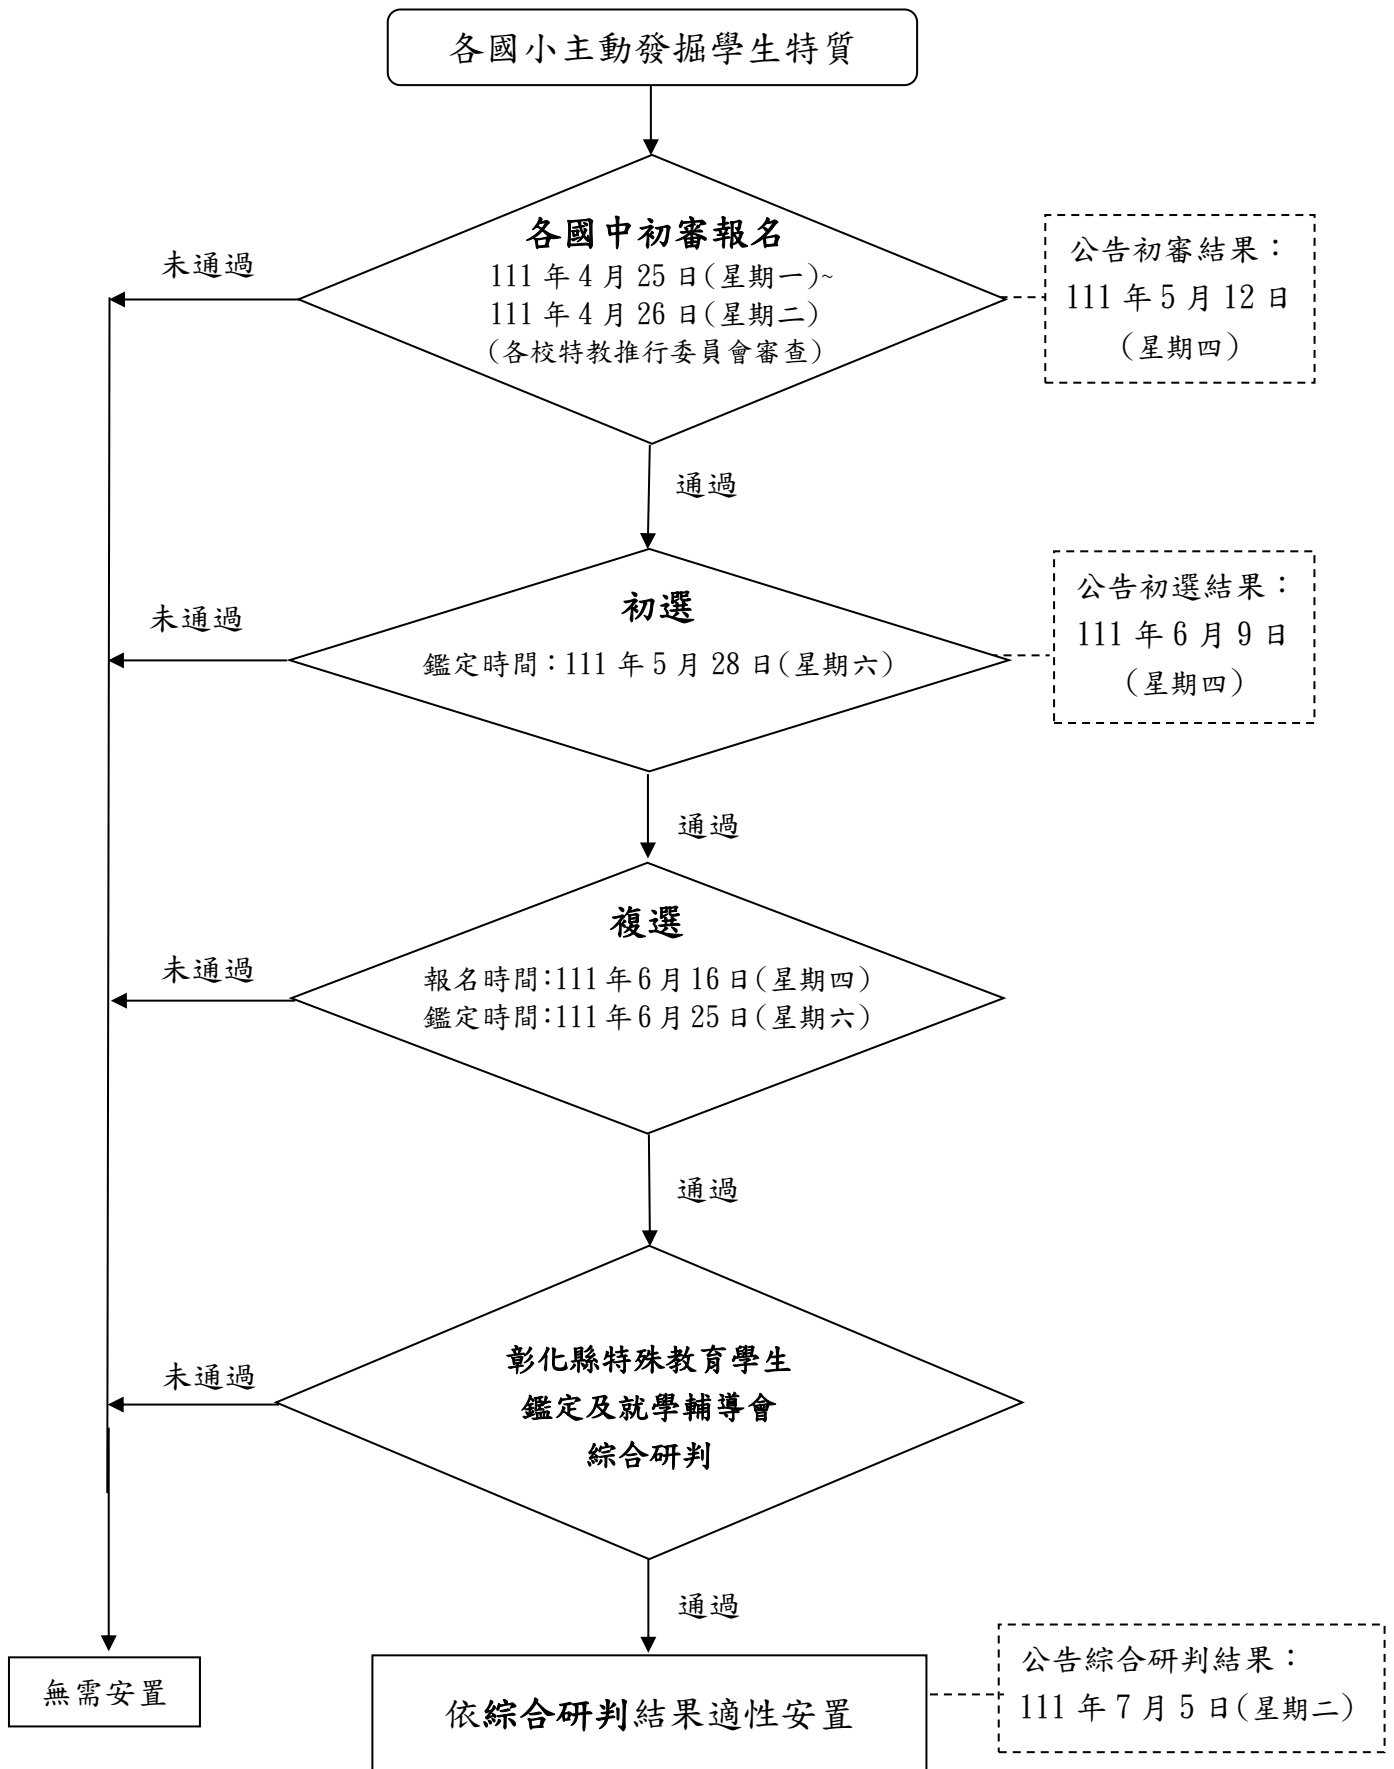 各國小主動發掘學生特質
各國中初審報名
111 年 4 月 25 日(星期一)~
111 年 4 月 26 日(星期二)
(各校特教推行委員會審查)
未通過
公告初審結果：
111 年 5 月 12 日
(星期四)
通過
初選
鑑定時間：111 年 5 月 28 日(星期六)
未通過
公告初選結果：
111 年 6 月 9 日
(星期四)
通過
複選
報名時間:111 年 6 月 16 日(星期四)
鑑定時間:111 年 6 月 25 日(星期六)
未通過
通過
彰化縣特殊教育學生
鑑定及就學輔導會
綜合研判
未通過
通過
無需安置
依綜合研判結果適性安置
公告綜合研判結果：
111 年 7 月 5 日(星期二)